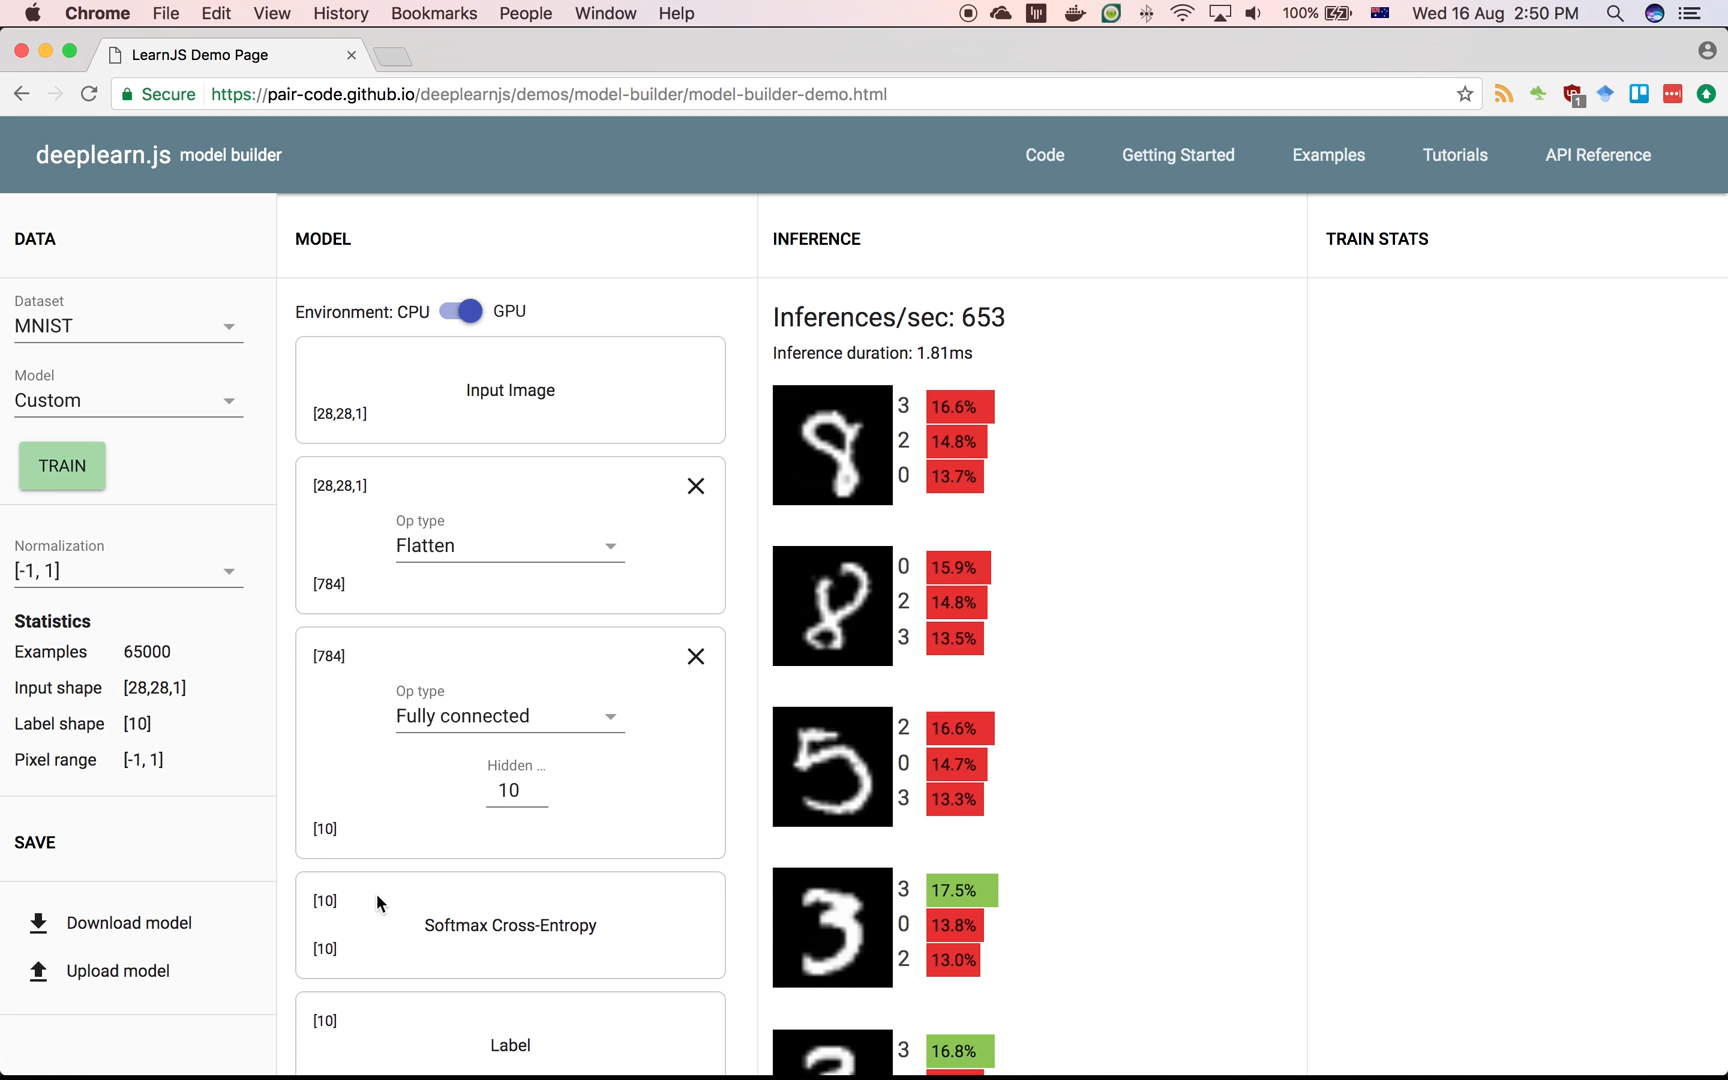 Chrome File Edit View History Bookmarks People Window Help 100% Wed 16 Aug 2:50 PM
LearnJS Demo Page
Secure https://pair-code.github.io/deeplearnjs/demos/model-builder/model-builder-demo.html
1
deeplearn.js model builder Code Getting Started Examples Tutorials API Reference
DATA
Dataset
MNIST
Model
Custom
TRAIN
Normalization
[-1, 1]
Statistics
Examples 65000
Input shape [28,28,1]
Label shape [10]
Pixel range [-1, 1]
SAVE
Download model
Upload model
MODEL
Environment: CPU GPU
Input Image
[28,28,1]
[28,28,1]
Op type
Flatten
[784]
[784]
Op type
Fully connected
Hidden ...
10
[10]
[10]
Softmax Cross-Entropy
[10]
[10]
Label
INFERENCE
Inferences/sec: 653
Inference duration: 1.81ms
8
3 16.6%
2 14.8%
0 13.7%
8
0 15.9%
2 14.8%
3 13.5%
5
2 16.6%
0 14.7%
3 13.3%
3
3 17.5%
0 13.8%
2 13.0%
3 16.8%
TRAIN STATS